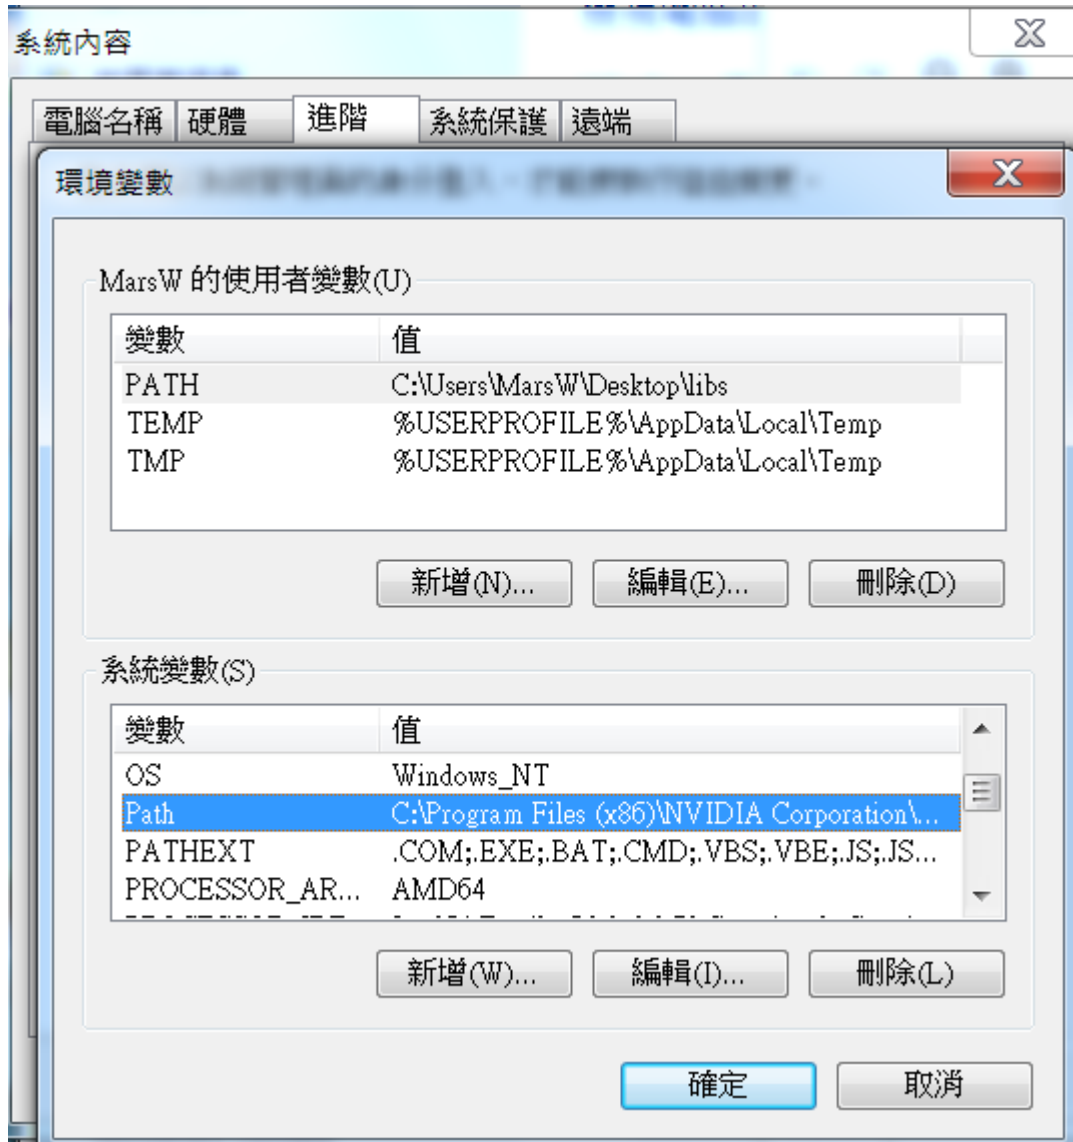 系統內容
電腦名稱 硬體 進階 系統保護 遠端
環境變數
MarsW 的使用者變數(U)
變數 值
PATH C:\Users\MarsW\Desktop\libs
TEMP %USERPROFILE%\AppData\Local\Temp
TMP %USERPROFILE%\AppData\Local\Temp
新增(N)... 編輯(E)... 刪除(D)
系統變數(S)
變數 值
OS Windows_NT
Path C:\Program Files (x86)\NVIDIA Corporation\...
PATHEXT .COM;.EXE;.BAT;.CMD;.VBS;.VBE;.JS;.JS...
PROCESSOR_AR... AMD64
新增(W)... 編輯(I)... 刪除(L)
確定 取消